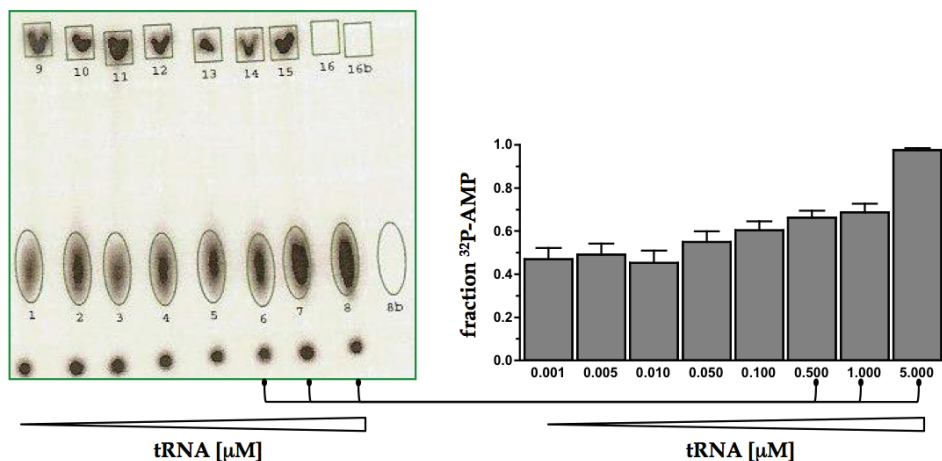 9 10 11 12 13 14 15 16 16b
1 2 3 4 5 6 7 8 8b
tRNA [μM]
fraction ³²P-AMP
1.0
0.8
0.6
0.4
0.2
0.0
0.001 0.005 0.010 0.050 0.100 0.500 1.000 5.000
tRNA [μM]